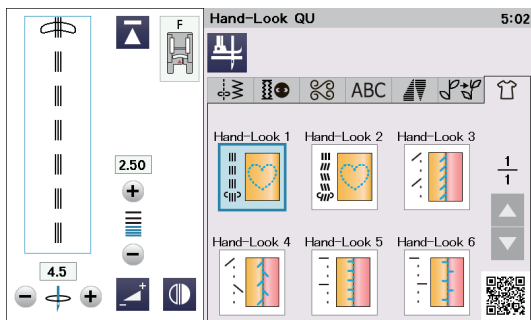 F
2.50
4.5
Hand-Look QU
5:02
ABC
Hand-Look 1
Hand-Look 2
Hand-Look 3
1
1
Hand-Look 4
Hand-Look 5
Hand-Look 6